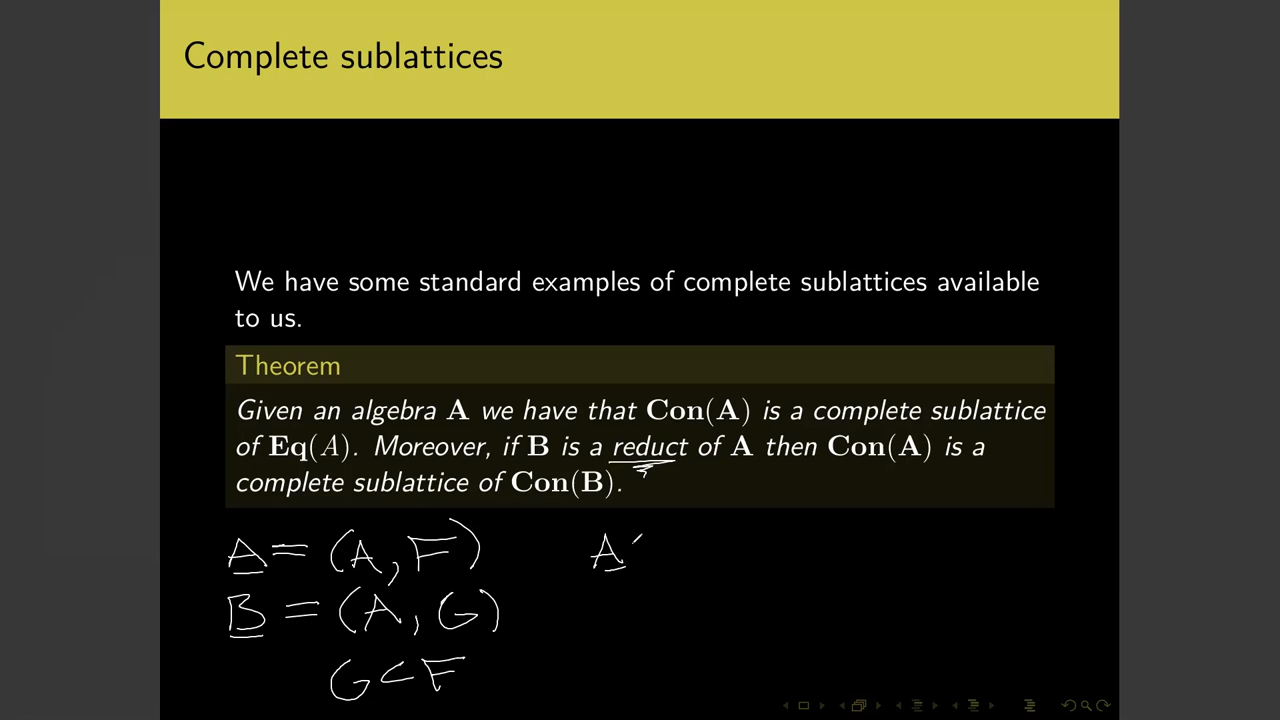 Complete sublattices
We have some standard examples of complete sublattices available
to us.
Theorem
Given an algebra A we have that Con(A) is a complete sublattice
of Eq(A). Moreover, if B is a reduct of A then Con(A) is a
complete sublattice of Con(B).
A = (A, F) A
B = (A, G)
G ⊂ F